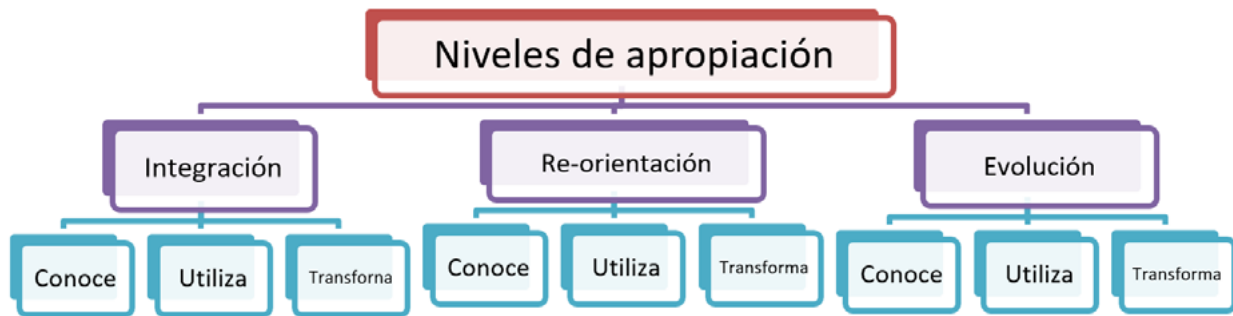 Niveles de apropiación
Integración
Re-orientación
Evolución
Conoce
Utiliza
Transforna
Conoce
Utiliza
Transforma
Conoce
Utiliza
Transforma